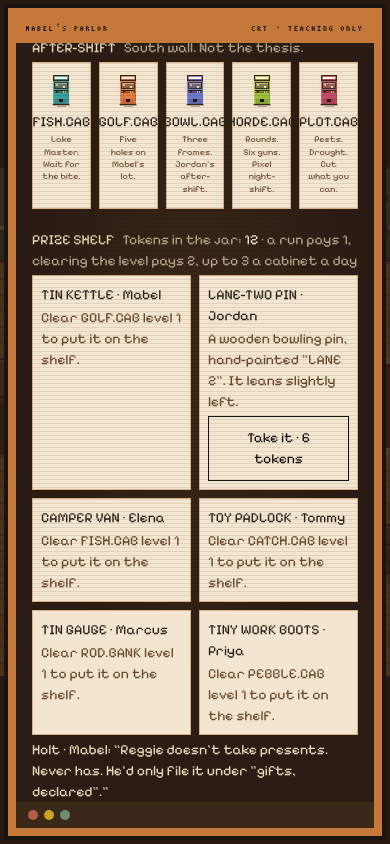 MABEL'S PARLOR
CRT · TEACHING ONLY
AFTER-SHIFT South wall. Not the thesis.
FISH.CAB
Lake
Master.
Wait for
the bite.
GOLF.CAB
Five
holes on
Mabel's
lot.
BOWL.CAB
Three
frames.
Jordan's
after-
shift.
HORDE.CAB
Rounds.
Six guns.
Pixel
night-
shift.
PLOT.CAB
Pests.
Drought.
Out
what you
can.
PRIZE SHELF Tokens in the jar: 12 · a run pays 1,
clearing the level pays 2, up to 3 a cabinet a day
TIN KETTLE · Mabel
Clear GOLF.CAB level 1
to put it on the
shelf.
LANE-TWO PIN ·
Jordan
A wooden bowling pin,
hand-painted "LANE
2". It leans slightly
left.
Take it · 6
tokens
CAMPER VAN · Elena
Clear FISH.CAB level 1
to put it on the
shelf.
TOY PADLOCK · Tommy
Clear CATCH.CAB level
1 to put it on the
shelf.
TIN GAUGE · Marcus
Clear ROD.BANK level
1 to put it on the
shelf.
TINY WORK BOOTS ·
Priya
Clear PEBBLE.CAB
level 1 to put it on
the shelf.
Holt · Mabel: "Reggie doesn't take presents.
Never has. He'd only file it under "gifts,
declared"."